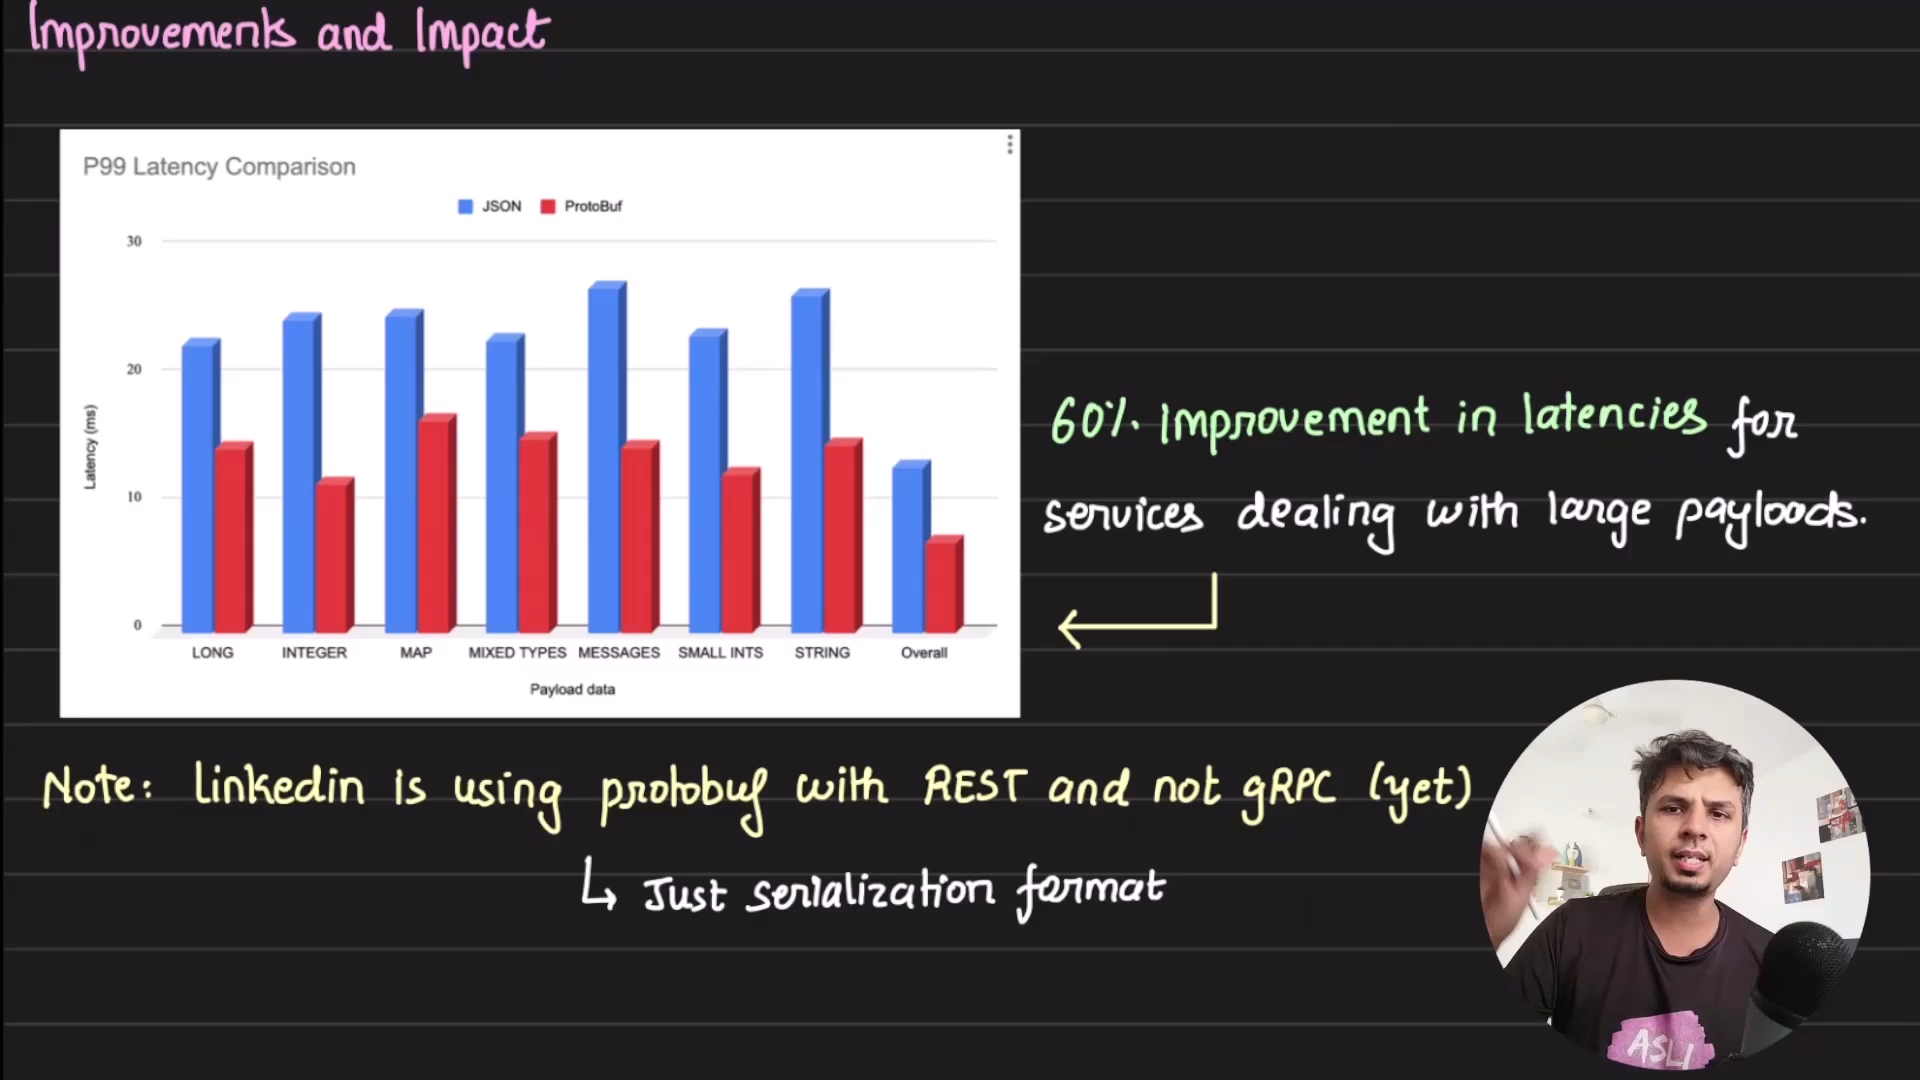 Improvements and Impact
P99 Latency Comparison
JSON ProtoBuf
30
20
10
0
Latency (ms)
LONG INTEGER MAP MIXED TYPES MESSAGES SMALL INTS STRING Overall
Payload data
60%. Improvement in latencies for
services dealing with large payloads.
Note: linkedin is using protobuf with REST and not gRPC (yet)
↳ Just serialization format
ASLI